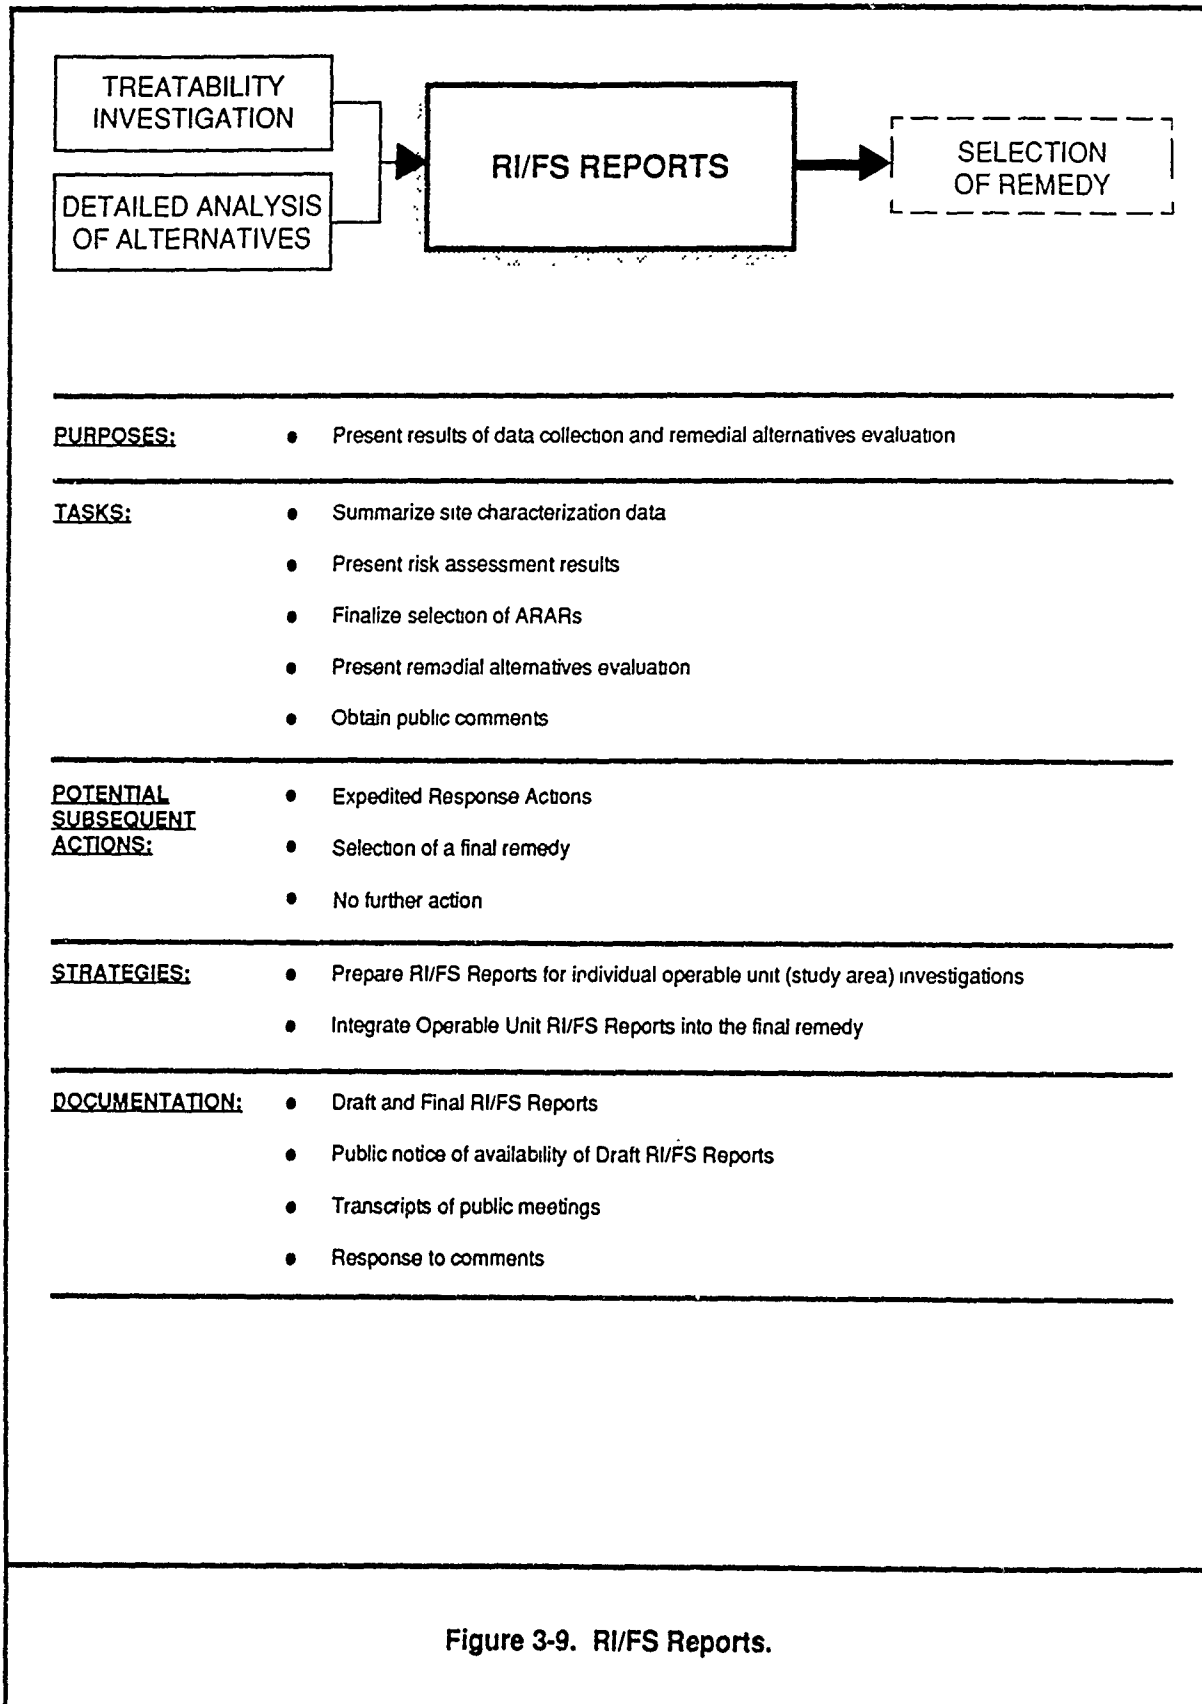 TREATABILITY
INVESTIGATION
DETAILED ANALYSIS
OF ALTERNATIVES
RI/FS REPORTS
SELECTION
OF REMEDY
PURPOSES:
● Present results of data collection and remedial alternatives evaluation
TASKS:
● Summarize site characterization data
● Present risk assessment results
● Finalize selection of ARARs
● Present remedial alternatives evaluation
● Obtain public comments
POTENTIAL
SUBSEQUENT
ACTIONS:
● Expedited Response Actions
● Selection of a final remedy
● No further action
STRATEGIES:
● Prepare RI/FS Reports for individual operable unit (study area) investigations
● Integrate Operable Unit RI/FS Reports into the final remedy
DOCUMENTATION:
● Draft and Final RI/FS Reports
● Public notice of availability of Draft RI/FS Reports
● Transcripts of public meetings
● Response to comments
Figure 3-9. RI/FS Reports.